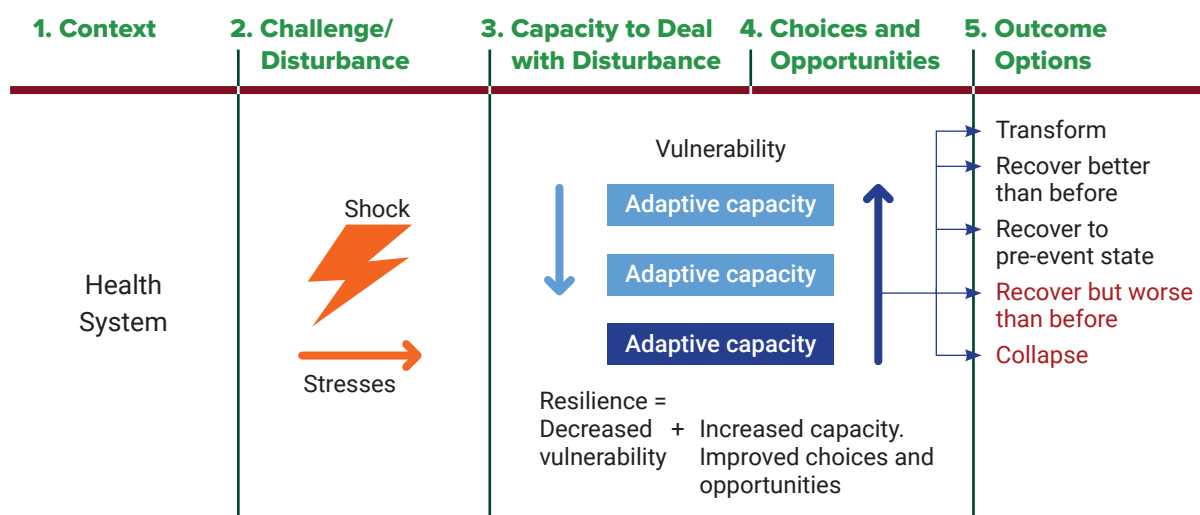 1. Context
2. Challenge/
Disturbance
3. Capacity to Deal
with Disturbance
4. Choices and
Opportunities
5. Outcome
Options
Health
System
Shock
Stresses
Vulnerability
Adaptive capacity
Adaptive capacity
Adaptive capacity
Resilience =
Decreased + Increased capacity.
vulnerability Improved choices and
opportunities
Transform
Recover better
than before
Recover to
pre-event state
Recover but worse
than before
Collapse